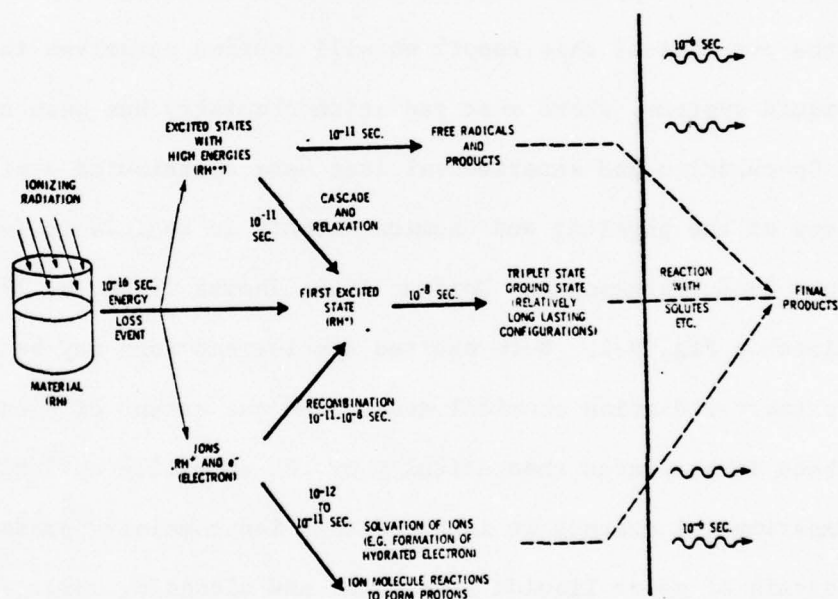 IONIZING
RADIATION
MATERIAL
(RH)
10⁻¹⁶ SEC.
ENERGY
LOSS
EVENT
EXCITED STATES
WITH
HIGH ENERGIES
(RH**)
10⁻¹¹ SEC.
FREE RADICALS
AND
PRODUCTS
CASCADE
AND
RELAXATION
10⁻¹¹
SEC.
FIRST EXCITED
STATE
(RH*)
10⁻⁸ SEC.
TRIPLET STATE
GROUND STATE
(RELATIVELY
LONG LASTING
CONFIGURATIONS)
RECOMBINATION
10⁻¹¹-10⁻⁸ SEC.
IONS
RH⁺ AND e⁻
(ELECTRON)
10⁻¹²
TO
10⁻¹¹ SEC.
SOLVATION OF IONS
(E.G. FORMATION OF
HYDRATED ELECTRON)
ION MOLECULE REACTIONS
TO FORM PROTONS
10⁻⁶ SEC.
REACTION
WITH
SOLUTES
ETC.
FINAL
PRODUCTS
10⁻⁶ SEC.